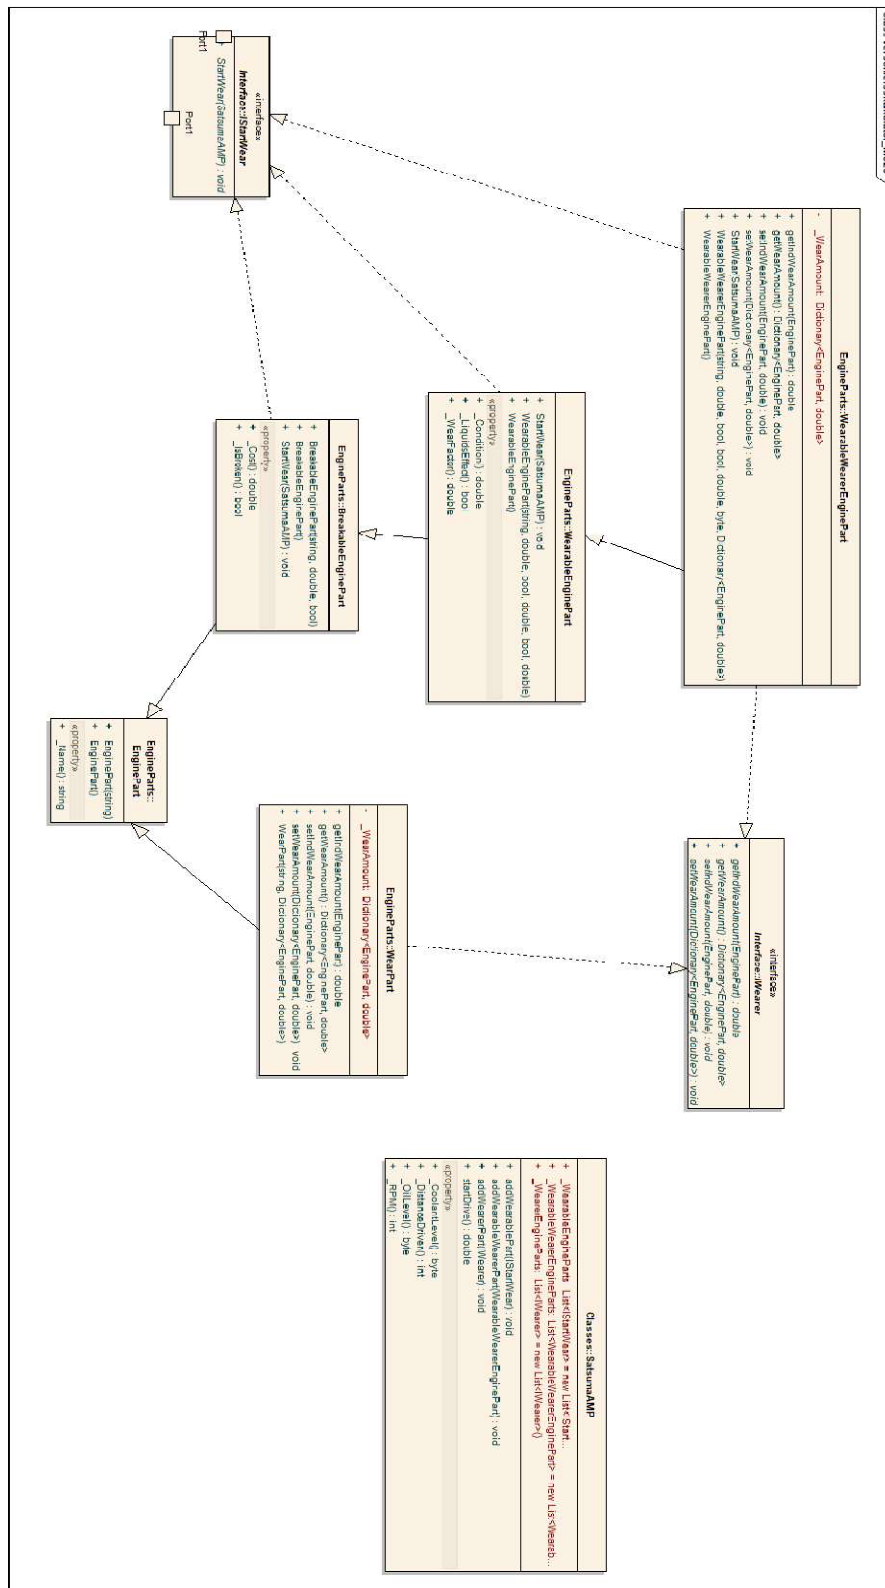 EngineParts::WearableWearerEnginePart
- _WearAmount: Dictionary<EnginePart, double>
+ getIndWearAmount(EnginePart) : double
+ getWearAmount() : Dictionary<EnginePart, double>
+ setIndWearAmount(EnginePart, double) : void
+ setWearAmount(Dictionary<EnginePart, double>) : void
+ StartWear(SatsumaAMP) : void
+ WearableWearerEnginePart(string, double, bool, bool, double, byte, Dictionary<EnginePart, double>)
+ WearableWearerEnginePart()
«interface»
Interface::IWearer
+ getIndWearAmount(EnginePart) : double
+ getWearAmount() : Dictionary<EnginePart, double>
+ setIndWearAmount(EnginePart, double) : void
+ setWearAmount(Dictionary<EnginePart, double>) : void
Classes::SatsumaAMP
+ _WearableEngineParts List<IStartWear> = new List<Start...
+ _WearableWearerEngineParts: List<WearableWearerEnginePart> = new List<Wearab...
+ _WearerEngineParts: List<IWearer> = new List<IWearer>()
+ addWearablePart(IStartWear) : void
+ addWearableWearerPart(WearableWearerEnginePart) : void
+ addWearerPart(IWearer) : void
+ startDrive() : double
«property»
+ _CoolantLevel() : byte
+ _DistanceDriven() : int
+ _OilLevel() : byte
+ _RPM() : int
EngineParts::WearableEnginePart
+ StartWear(SatsumaAMP) : void
+ WearableEnginePart(string, double, bool, double, bool, double)
+ WearableEnginePart()
«property»
+ _Condition() : double
+ _LiquidsEffect() : bool
+ _WearFactor() : double
EngineParts::WearPart
- _WearAmount: Dictionary<EnginePart, double>
+ getIndWearAmount(EnginePart) : double
+ getWearAmount() : Dictionary<EnginePart, double>
+ setIndWearAmount(EnginePart, double) : void
+ setWearAmount(Dictionary<EnginePart, double>) : void
+ WearPart(string, Dictionary<EnginePart, double>)
EngineParts::BreakableEnginePart
+ BreakableEnginePart(string, double, bool)
+ BreakableEnginePart()
+ StartWear(SatsumaAMP) : void
«property»
+ _Cost() : double
+ _IsBroken() : bool
«interface»
Interface::IStartWear
+ StartWear(SatsumaAMP) : void
Port1
Port1
EngineParts::
EnginePart
+ EnginePart(string)
+ EnginePart()
«property»
+ _Name() : string